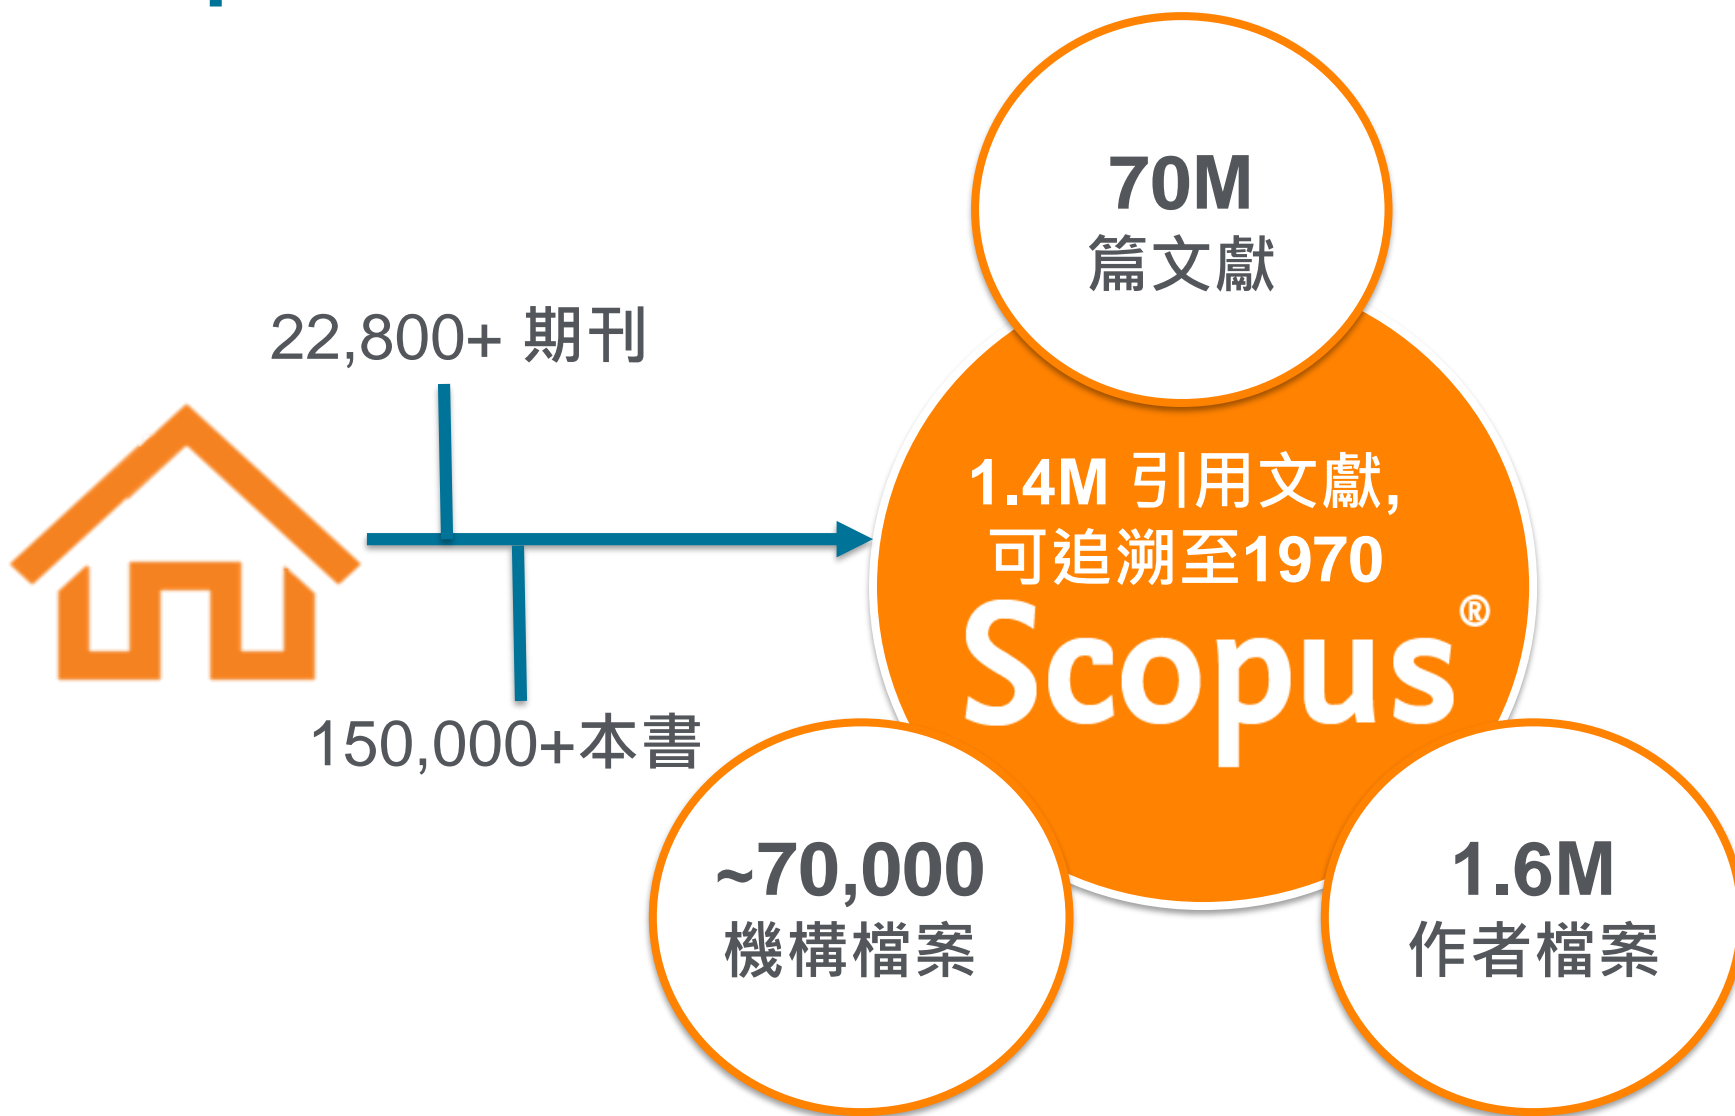 70M
篇文獻
22,800+ 期刊
1.4M 引用文獻,
可追溯至1970
Scopus®
150,000+本書
~70,000
機構檔案
1.6M
作者檔案